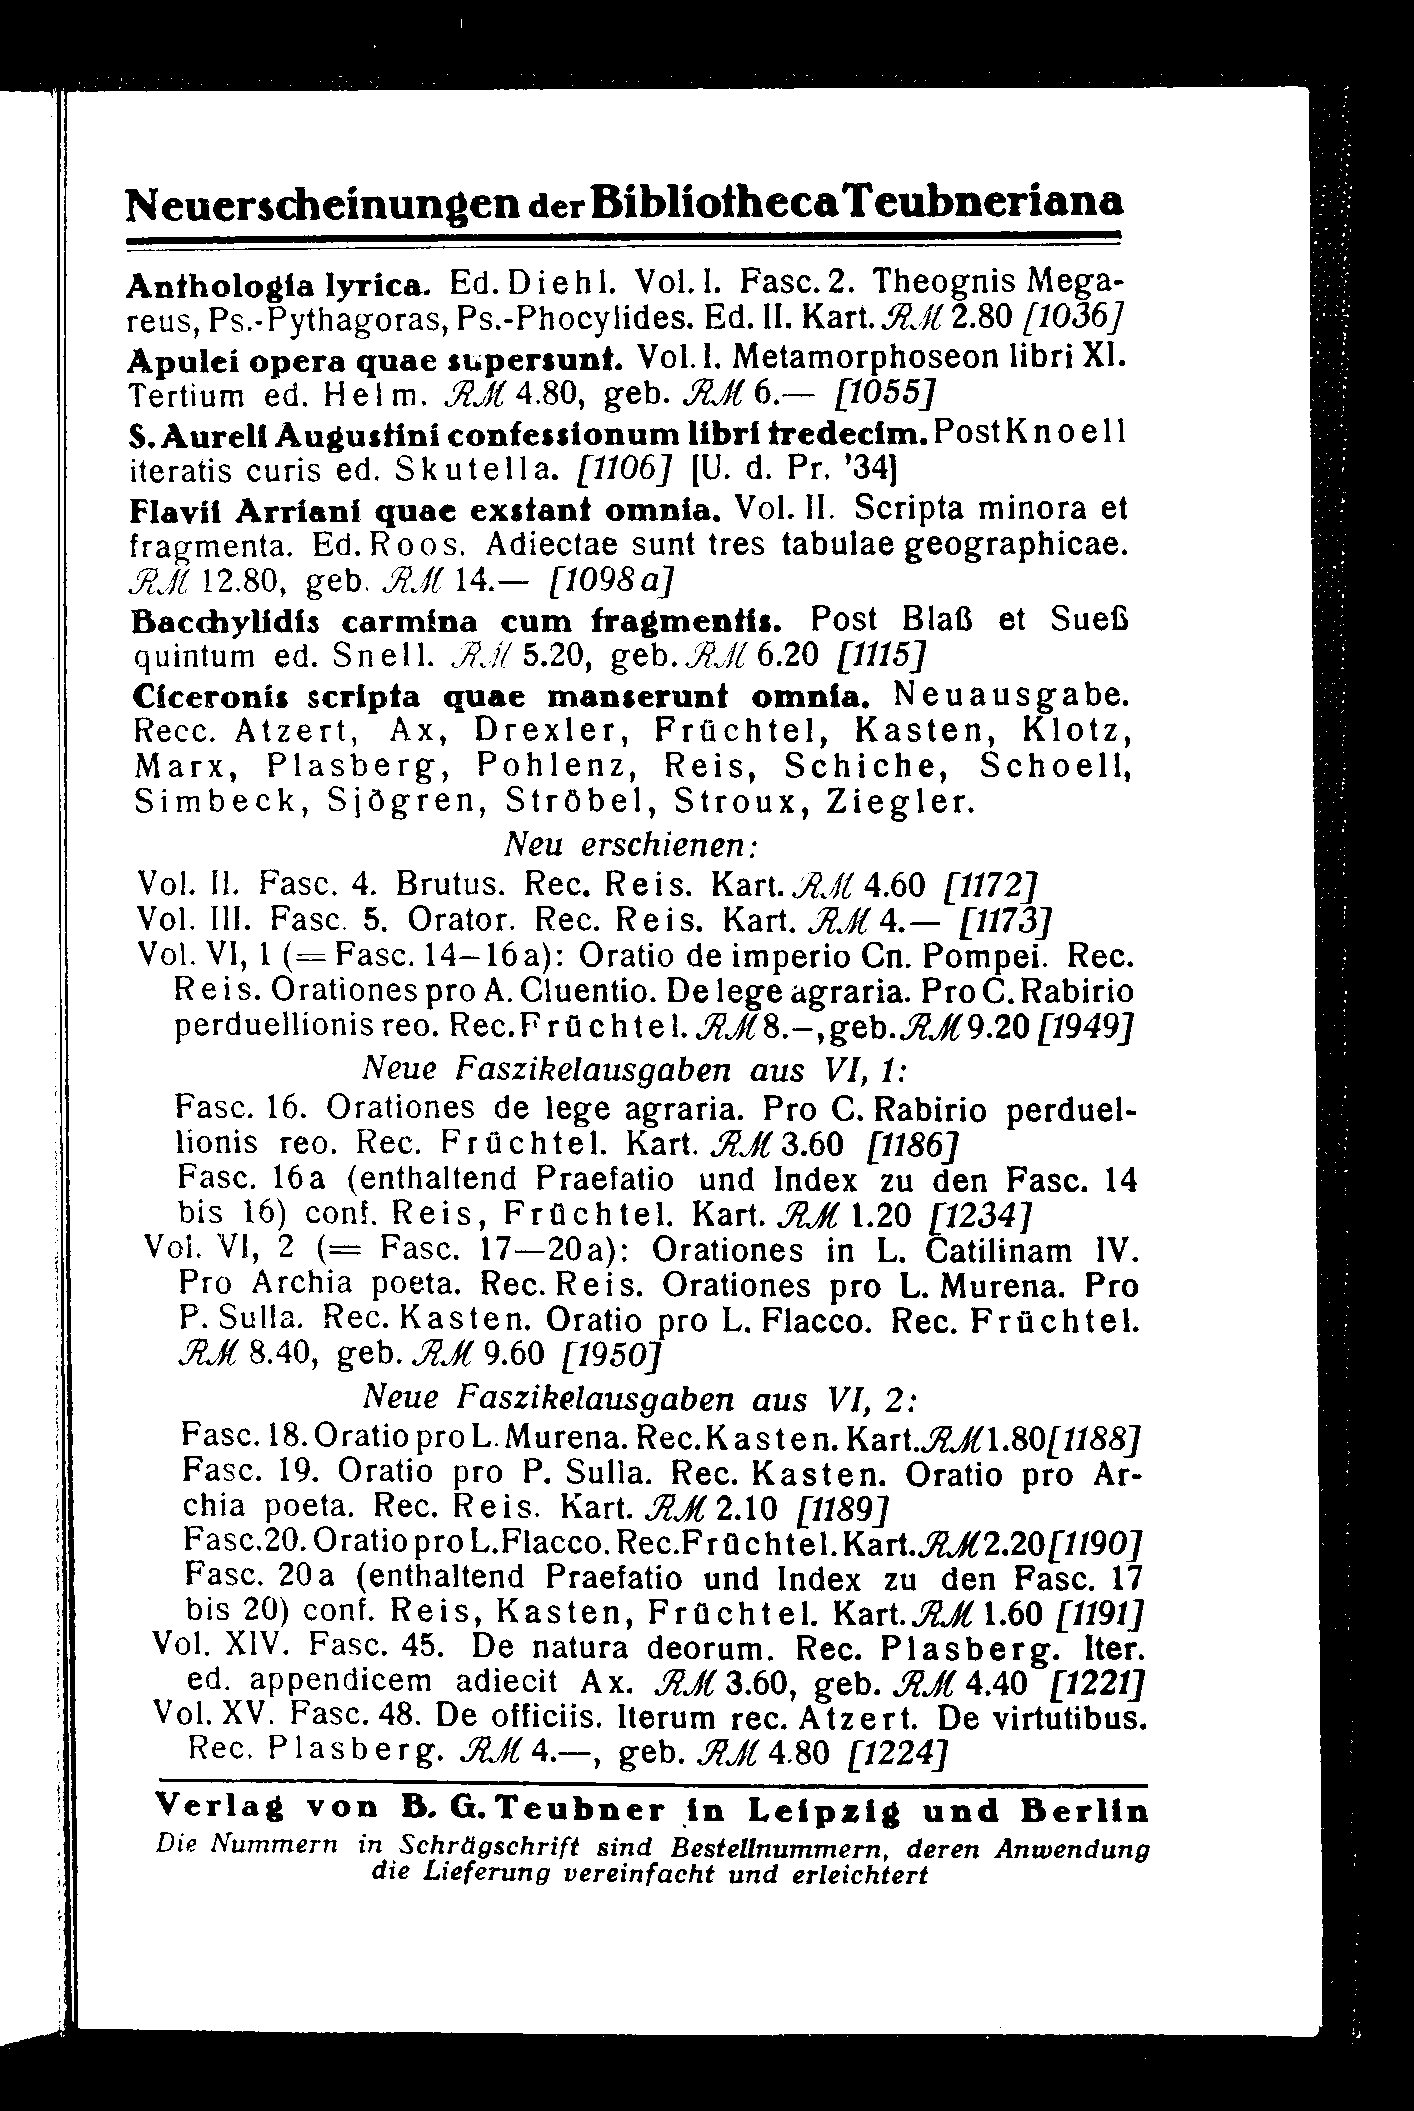 Neuerscheinungen der Bibliotheca Teubneriana
Anthologia lyrica. Ed. Diehl. Vol. I. Fasc. 2. Theognis Mega-
reus, Ps.-Pythagoras, Ps.-Phocylides. Ed. II. Kart. RM 2.80 [1036]
Apulei opera quae supersunt. Vol. I. Metamorphoseon libri XI.
Tertium ed. Helm. RM 4.80, geb. RM 6.— [1055]
S. Aureli Augustini confessionum libri tredecim. Post Knoell
iteratis curis ed. Skutella. [1106] [U. d. Pr. '34]
Flavii Arriani quae exstant omnia. Vol. II. Scripta minora et
fragmenta. Ed. Roos. Adiectae sunt tres tabulae geographicae.
RM 12.80, geb. RM 14.— [1098a]
Bacchylidis carmina cum fragmentis. Post Blaß et Sueß
quintum ed. Snell. RM 5.20, geb. RM 6.20 [1115]
Ciceronis scripta quae manserunt omnia. Neuausgabe.
Recc. Atzert, Ax, Drexler, Früchtel, Kasten, Klotz,
Marx, Plasberg, Pohlenz, Reis, Schiche, Schoell,
Simbeck, Sjögren, Ströbel, Stroux, Ziegler.
Neu erschienen:
Vol. II. Fasc. 4. Brutus. Rec. Reis. Kart. RM 4.60 [1172]
Vol. III. Fasc. 5. Orator. Rec. Reis. Kart. RM 4.— [1173]
Vol. VI, 1 (= Fasc. 14–16a): Oratio de imperio Cn. Pompei. Rec.
Reis. Orationes pro A. Cluentio. De lege agraria. Pro C. Rabirio
perduellionis reo. Rec. Früchtel. RM 8.–, geb. RM 9.20 [1949]
Neue Faszikelausgaben aus VI, 1:
Fasc. 16. Orationes de lege agraria. Pro C. Rabirio perduel-
lionis reo. Rec. Früchtel. Kart. RM 3.60 [1186]
Fasc. 16a (enthaltend Praefatio und Index zu den Fasc. 14
bis 16) conf. Reis, Früchtel. Kart. RM 1.20 [1234]
Vol. VI, 2 (= Fasc. 17—20a): Orationes in L. Catilinam IV.
Pro Archia poeta. Rec. Reis. Orationes pro L. Murena. Pro
P. Sulla. Rec. Kasten. Oratio pro L. Flacco. Rec. Früchtel.
RM 8.40, geb. RM 9.60 [1950]
Neue Faszikelausgaben aus VI, 2:
Fasc. 18. Oratio pro L. Murena. Rec. Kasten. Kart. RM 1.80 [1188]
Fasc. 19. Oratio pro P. Sulla. Rec. Kasten. Oratio pro Ar-
chia poeta. Rec. Reis. Kart. RM 2.10 [1189]
Fasc. 20. Oratio pro L. Flacco. Rec. Früchtel. Kart. RM 2.20 [1190]
Fasc. 20a (enthaltend Praefatio und Index zu den Fasc. 17
bis 20) conf. Reis, Kasten, Früchtel. Kart. RM 1.60 [1191]
Vol. XIV. Fasc. 45. De natura deorum. Rec. Plasberg. Iter.
ed. appendicem adiecit Ax. RM 3.60, geb. RM 4.40 [1221]
Vol. XV. Fasc. 48. De officiis. Iterum rec. Atzert. De virtutibus.
Rec. Plasberg. RM 4.—, geb. RM 4.80 [1224]
Verlag von B. G. Teubner in Leipzig und Berlin
Die Nummern in Schrägschrift sind Bestellnummern, deren Anwendung
die Lieferung vereinfacht und erleichtert